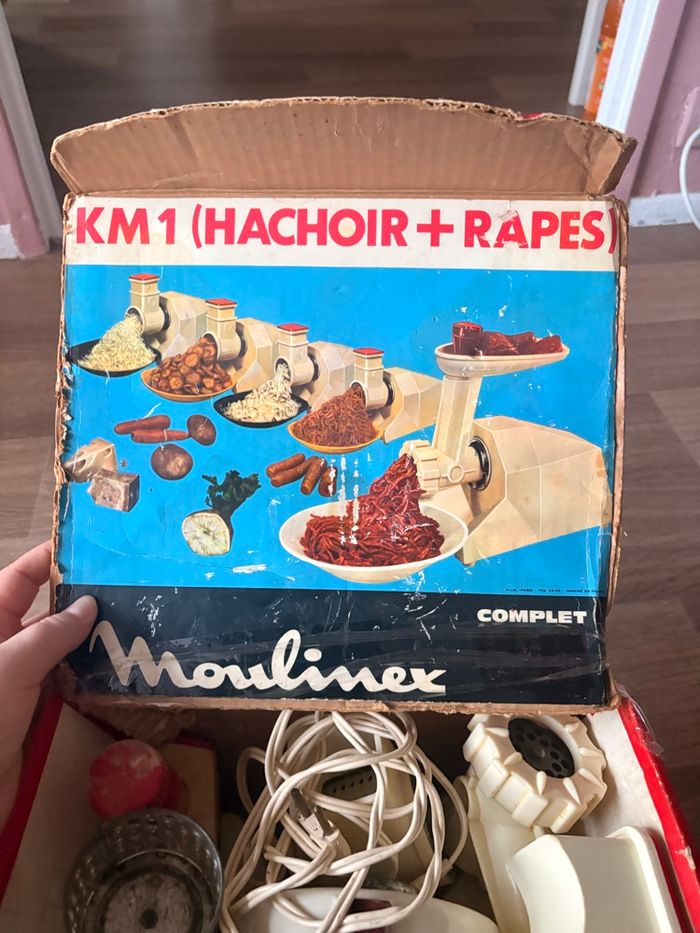 KM1 (HACHOIR + RAPES)
COMPLET
Moulinex